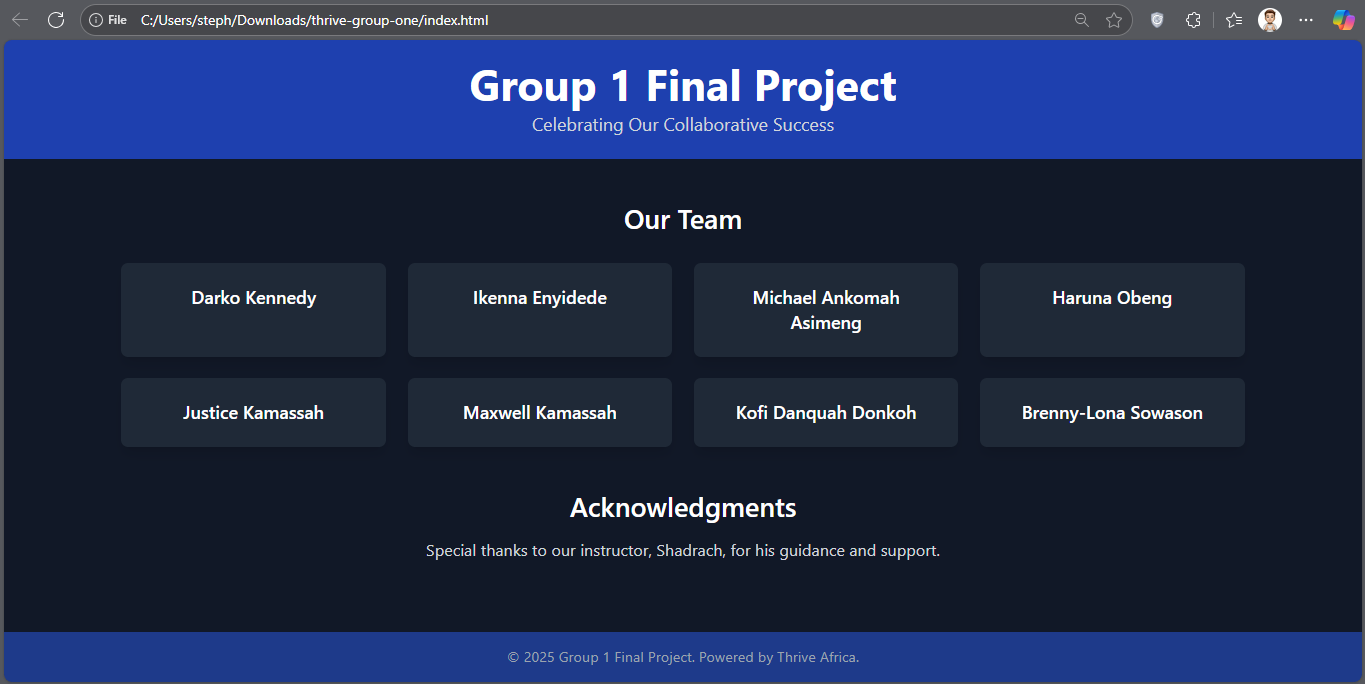 File C:/Users/steph/Downloads/thrive-group-one/index.html
Group 1 Final Project
Celebrating Our Collaborative Success
Our Team
Darko Kennedy
Ikenna Enyidede
Michael Ankomah
Asimeng
Haruna Obeng
Justice Kamassah
Maxwell Kamassah
Kofi Danquah Donkoh
Brenny-Lona Sowason
Acknowledgments
Special thanks to our instructor, Shadrach, for his guidance and support.
© 2025 Group 1 Final Project. Powered by Thrive Africa.